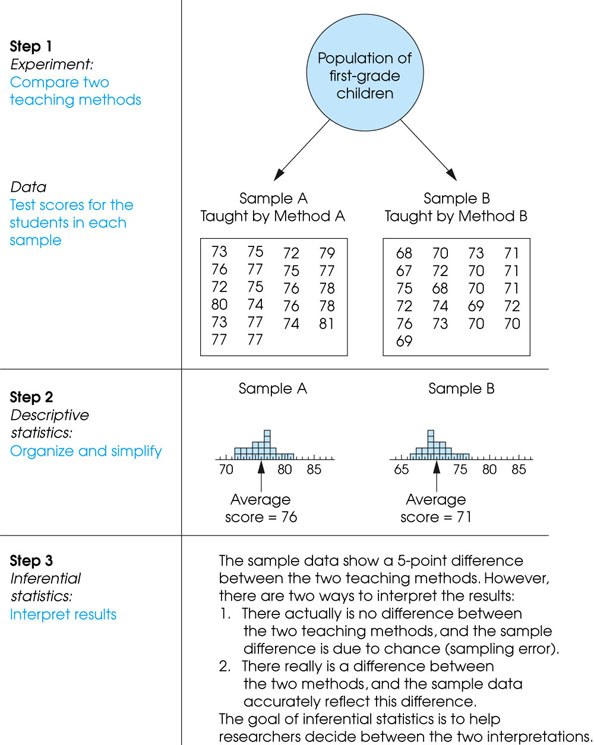 Step 1
Experiment:
Compare two
teaching methods
Population of
first-grade
children
Data
Test scores for the
students in each
sample
Sample A
Taught by Method A
73 75 72 79
76 77 75 77
72 75 76 78
80 74 76 78
73 77 74 81
77 77
Sample B
Taught by Method B
68 70 73 71
67 72 70 71
75 68 70 71
72 74 69 72
76 73 70 70
69
Step 2
Descriptive
statistics:
Organize and simplify
Sample A
70 80 85
Average
score = 76
Sample B
65 75 80 85
Average
score = 71
Step 3
Inferential
statistics:
Interpret results
The sample data show a 5-point difference
between the two teaching methods. However,
there are two ways to interpret the results:
1. There actually is no difference between
the two teaching methods, and the sample
difference is due to chance (sampling error).
2. There really is a difference between
the two methods, and the sample data
accurately reflect this difference.
The goal of inferential statistics is to help
researchers decide between the two interpretations.